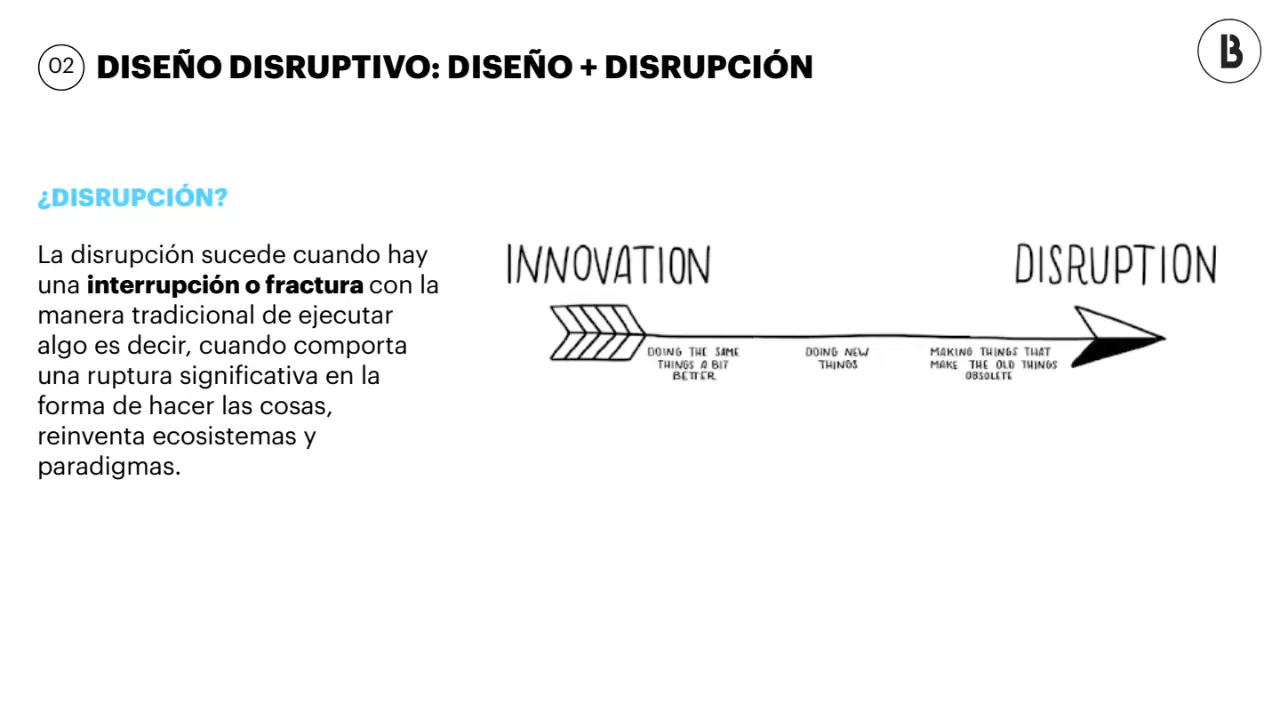 02 DISEÑO DISRUPTIVO: DISEÑO + DISRUPCIÓN
B
¿DISRUPCIÓN?
La disrupción sucede cuando hay
una interrupción o fractura con la
manera tradicional de ejecutar
algo es decir, cuando comporta
una ruptura significativa en la
forma de hacer las cosas,
reinventa ecosistemas y
paradigmas.
INNOVATION
DISRUPTION
DOING THE SAME
THINGS A BIT
BETTER
DOING NEW
THINGS
MAKING THINGS THAT
MAKE THE OLD THINGS
OBSOLETE